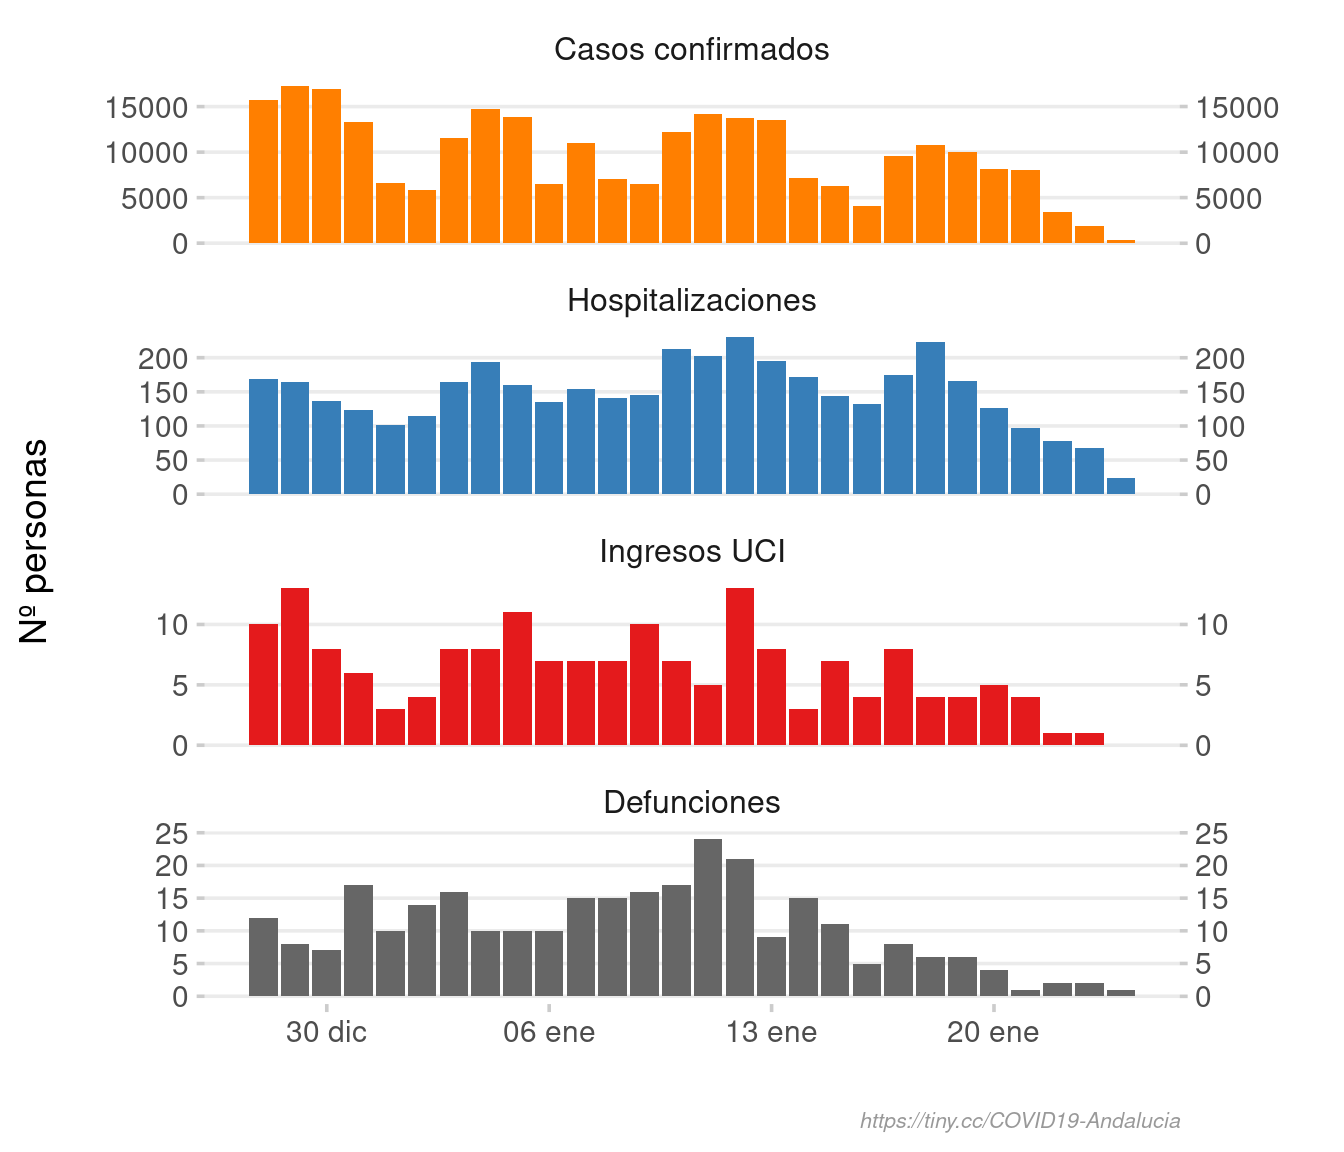 Casos confirmados
15000 15000
10000 10000
5000 5000
0 0
Hospitalizaciones
200 200
150 150
100 100
50 50
0 0
Nº personas
Ingresos UCI
10 10
5 5
0 0
Defunciones
25 25
20 20
15 15
10 10
5 5
0 0
30 dic 06 ene 13 ene 20 ene
https://tiny.cc/COVID19-Andalucia